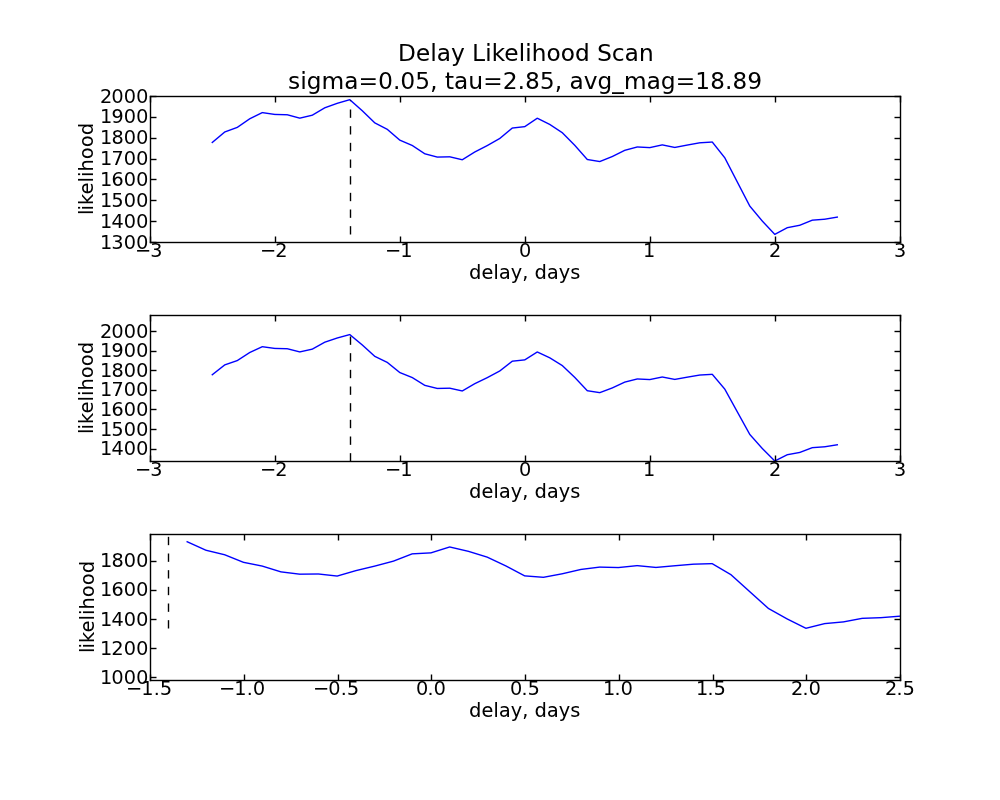 Delay Likelihood Scan
sigma=0.05, tau=2.85, avg_mag=18.89
2000
1900
1800
1700
1600
1500
1400
1300
likelihood
−3 −2 −1 0 1 2 3
delay, days
2000
1900
1800
1700
1600
1500
1400
likelihood
−3 −2 −1 0 1 2 3
delay, days
1800
1600
1400
1200
1000
likelihood
−1.5 −1.0 −0.5 0.0 0.5 1.0 1.5 2.0 2.5
delay, days